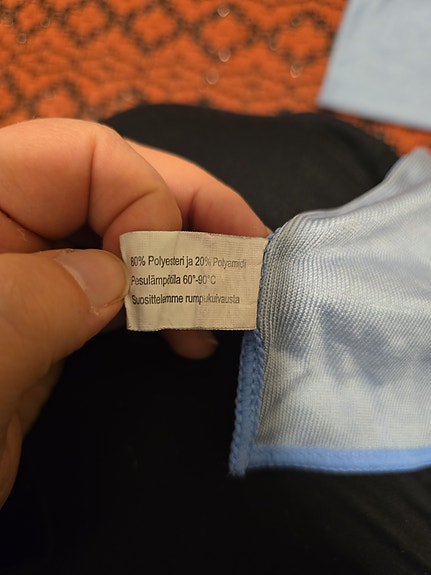 80% Polyesteri ja 20% Polyamidi
Pesulämpötila 60°-90°C
Suosittelemme rumpukuivausta